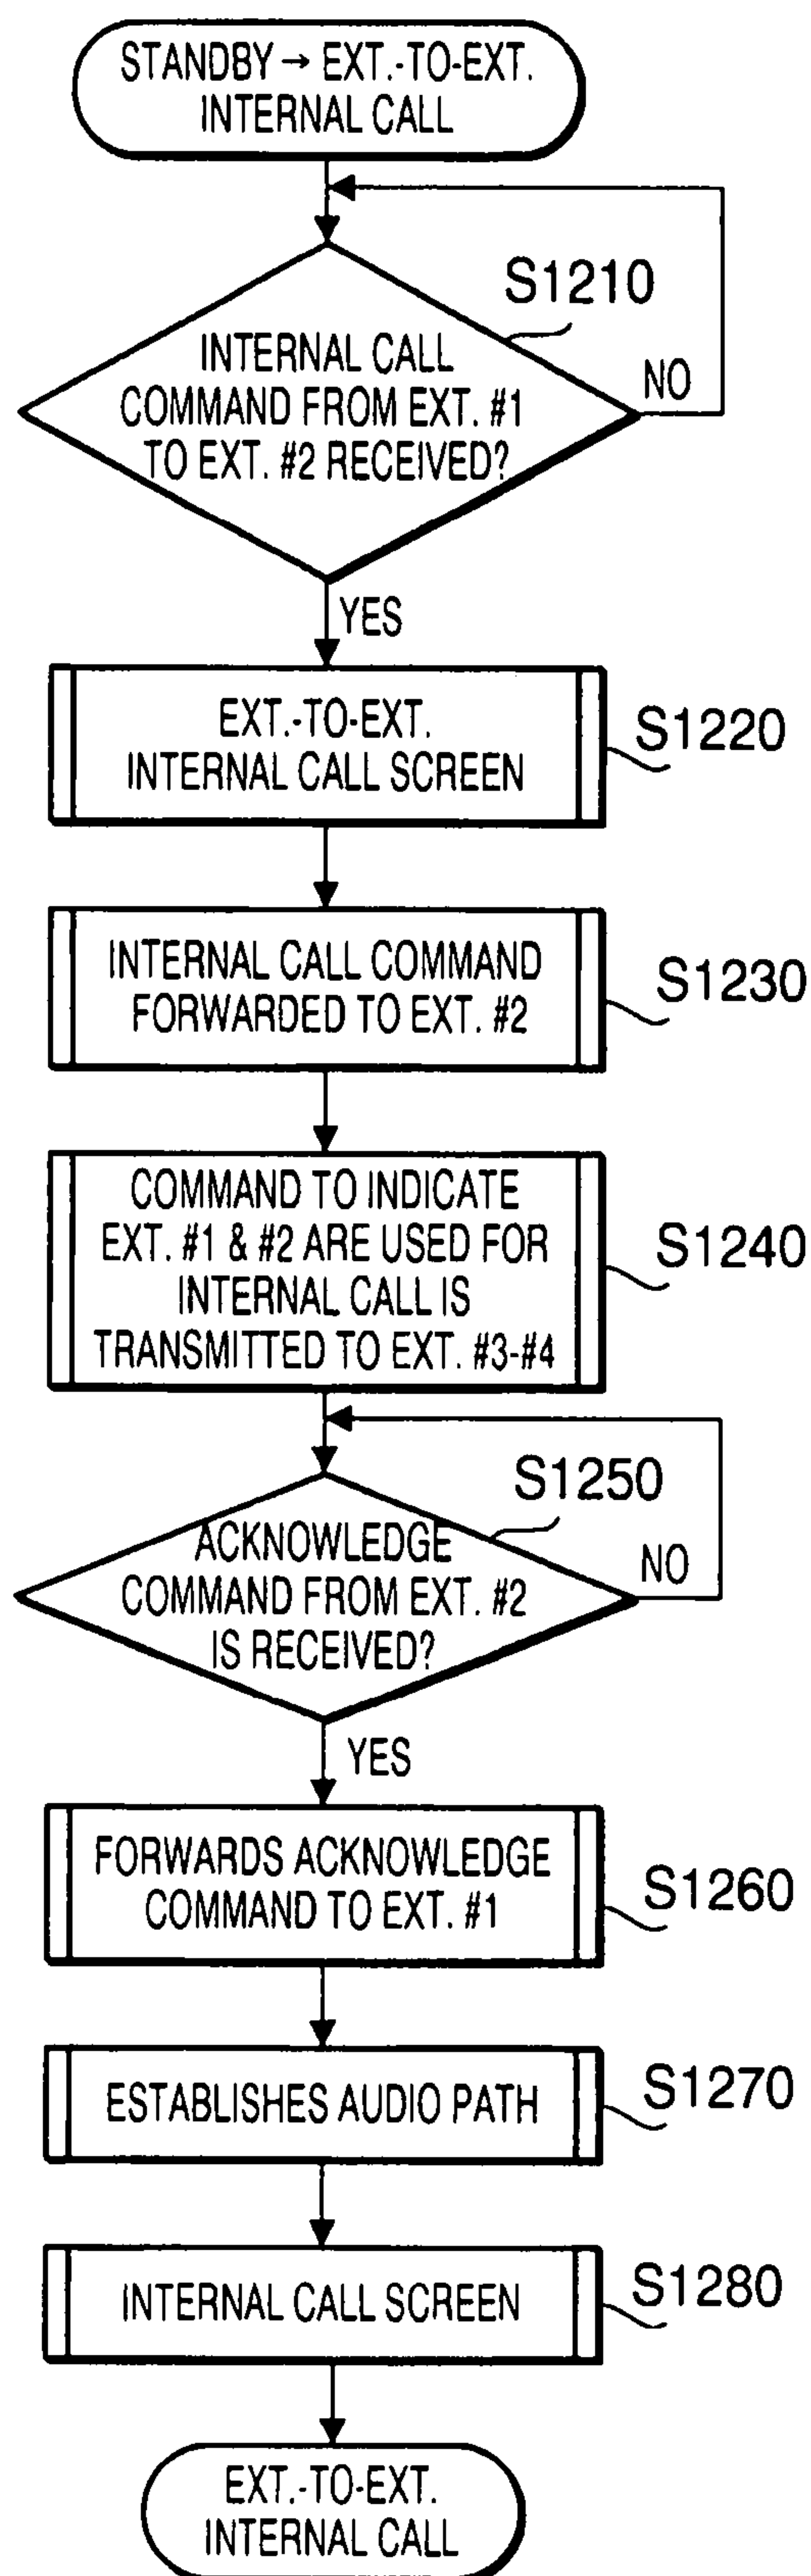 STANDBY → EXT.-TO-EXT.
INTERNAL CALL
S1210
INTERNAL CALL
COMMAND FROM EXT. #1
TO EXT. #2 RECEIVED?
NO
YES
EXT.-TO-EXT.
INTERNAL CALL SCREEN
S1220
INTERNAL CALL COMMAND
FORWARDED TO EXT. #2
S1230
COMMAND TO INDICATE
EXT. #1 & #2 ARE USED FOR
INTERNAL CALL IS
TRANSMITTED TO EXT. #3-#4
S1240
S1250
ACKNOWLEDGE
COMMAND FROM EXT. #2
IS RECEIVED?
NO
YES
FORWARDS ACKNOWLEDGE
COMMAND TO EXT. #1
S1260
ESTABLISHES AUDIO PATH
S1270
INTERNAL CALL SCREEN
S1280
EXT.-TO-EXT.
INTERNAL CALL